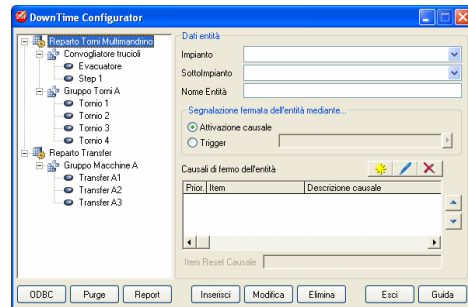 DownTime Configurator
Reparto Torni Multimandrino
Convogliatore trucioli
Evacuatore
Step 1
Gruppo Torni A
Tornio 1
Tornio 2
Tornio 3
Tornio 4
Reparto Transfer
Gruppo Macchine A
Transfer A1
Transfer A2
Transfer A3
Dati entità
Impianto
SottoImpianto
Nome Entità
Segnalazione fermata dell'entità mediante...
Attivazione causale
Trigger
Causali di fermo dell'entità
Prior. Item Descrizione causale
Item Reset Causale
ODBC Purge Report Inserisci Modifica Elimina Esci Guida